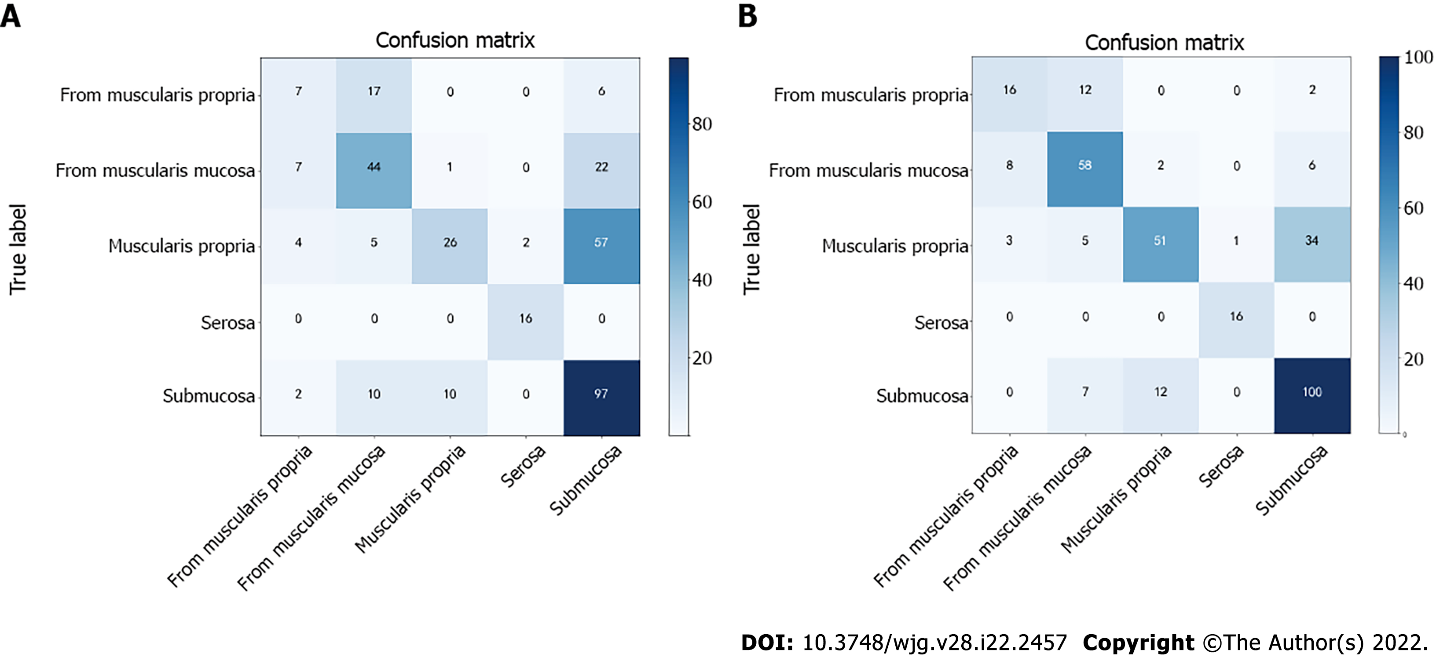 A
Confusion matrix
From muscularis propria 7 17 0 0 6
From muscularis mucosa 7 44 1 0 22
Muscularis propria 4 5 26 2 57
Serosa 0 0 0 16 0
Submucosa 2 10 10 0 97
True label
From muscularis propria
From muscularis mucosa
Muscularis propria
Serosa
Submucosa
80
60
40
20
B
Confusion matrix
From muscularis propria 16 12 0 0 2
From muscularis mucosa 8 58 2 0 6
Muscularis propria 3 5 51 1 34
Serosa 0 0 0 16 0
Submucosa 0 7 12 0 100
True label
From muscularis propria
From muscularis mucosa
Muscularis propria
Serosa
Submucosa
100
80
60
40
20
0
DOI: 10.3748/wjg.v28.i22.2457 Copyright ©The Author(s) 2022.